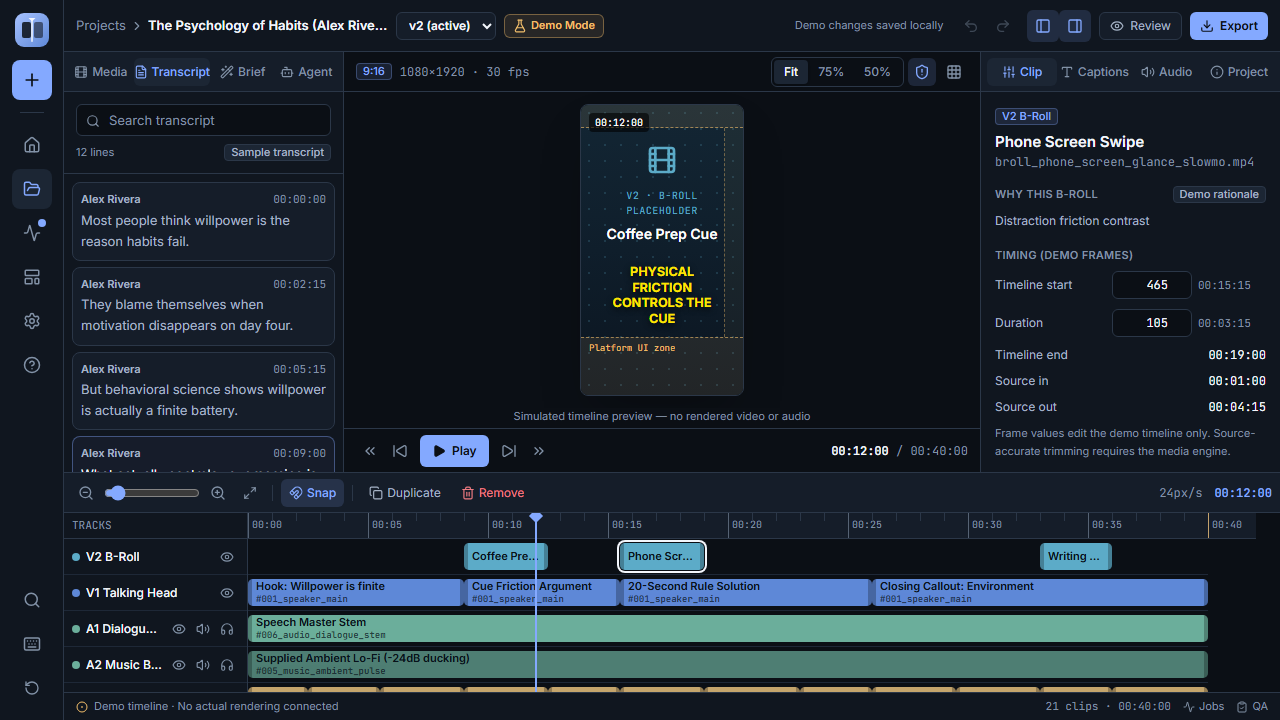 Projects
The Psychology of Habits (Alex Rive...
v2 (active)
Demo Mode
Demo changes saved locally
Review
Export
Media
Transcript
Brief
Agent
Search transcript
12 lines
Sample transcript
Alex Rivera 00:00:00
Most people think willpower is the
reason habits fail.
Alex Rivera 00:02:15
They blame themselves when
motivation disappears on day four.
Alex Rivera 00:05:15
But behavioral science shows willpower
is actually a finite battery.
Alex Rivera 00:09:00
9:16
1080×1920 · 30 fps
Fit
75%
50%
00:12:00
V2 · B-ROLL
PLACEHOLDER
Coffee Prep Cue
PHYSICAL
FRICTION
CONTROLS THE
CUE
Platform UI zone
Simulated timeline preview — no rendered video or audio
Play
00:12:00 / 00:40:00
Clip
Captions
Audio
Project
V2 B-Roll
Phone Screen Swipe
broll_phone_screen_glance_slowmo.mp4
WHY THIS B-ROLL
Demo rationale
Distraction friction contrast
TIMING (DEMO FRAMES)
Timeline start 465 00:15:15
Duration 105 00:03:15
Timeline end 00:19:00
Source in 00:01:00
Source out 00:04:15
Frame values edit the demo timeline only. Source-
accurate trimming requires the media engine.
Snap
Duplicate
Remove
24px/s
00:12:00
TRACKS
00:00 00:05 00:10 00:15 00:20 00:25 00:30 00:35 00:40
V2 B-Roll
Coffee Pre...
Phone Scr...
Writing ...
V1 Talking Head
Hook: Willpower is finite
#001_speaker_main
Cue Friction Argument
#001_speaker_main
20-Second Rule Solution
#001_speaker_main
Closing Callout: Environment
#001_speaker_main
A1 Dialogu...
Speech Master Stem
#006_audio_dialogue_stem
A2 Music B...
Supplied Ambient Lo-Fi (-24dB ducking)
#005_music_ambient_pulse
Demo timeline · No actual rendering connected
21 clips · 00:40:00
Jobs
QA